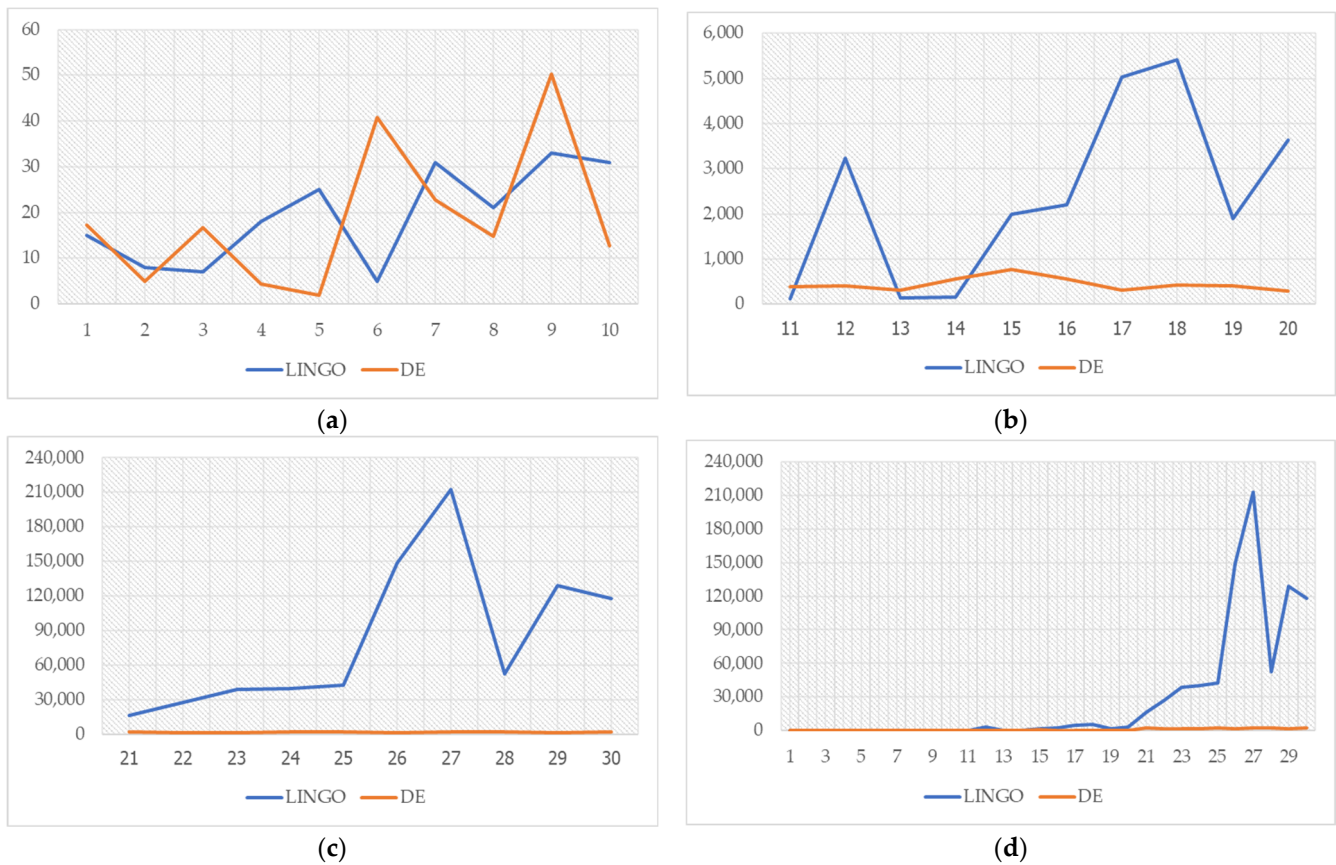 60
50
40
30
20
10
0
1 2 3 4 5 6 7 8 9 10
LINGO DE
(a)
6,000
5,000
4,000
3,000
2,000
1,000
0
11 12 13 14 15 16 17 18 19 20
LINGO DE
(b)
240,000
210,000
180,000
150,000
120,000
90,000
60,000
30,000
0
21 22 23 24 25 26 27 28 29 30
LINGO DE
(c)
240,000
210,000
180,000
150,000
120,000
90,000
60,000
30,000
0
1 3 5 7 9 11 13 15 17 19 21 23 25 27 29
LINGO DE
(d)